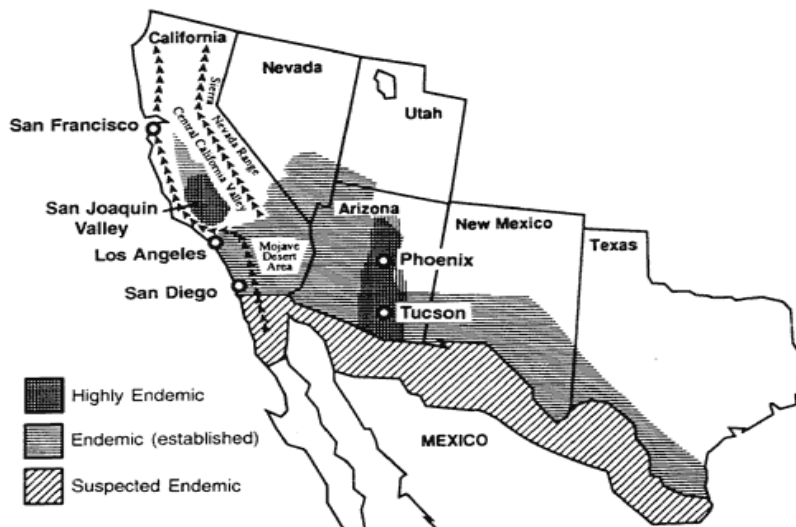 California
Nevada
Utah
Sierra
Nevada Range
Central California
Valley
San Francisco
San Joaquin
Valley
Los Angeles
San Diego
Mojave
Desert
Area
Arizona
Phoenix
Tucson
New Mexico
Texas
MEXICO
Highly Endemic
Endemic (established)
Suspected Endemic